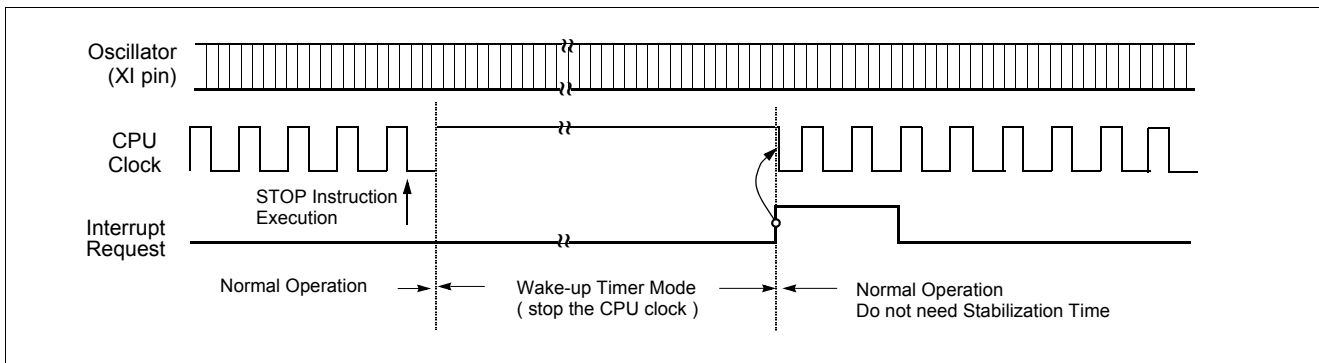 Oscillator
(XI pin)
CPU
Clock
STOP Instruction
Execution
Interrupt
Request
Normal Operation
Wake-up Timer Mode
( stop the CPU clock )
Normal Operation
Do not need Stabilization Time